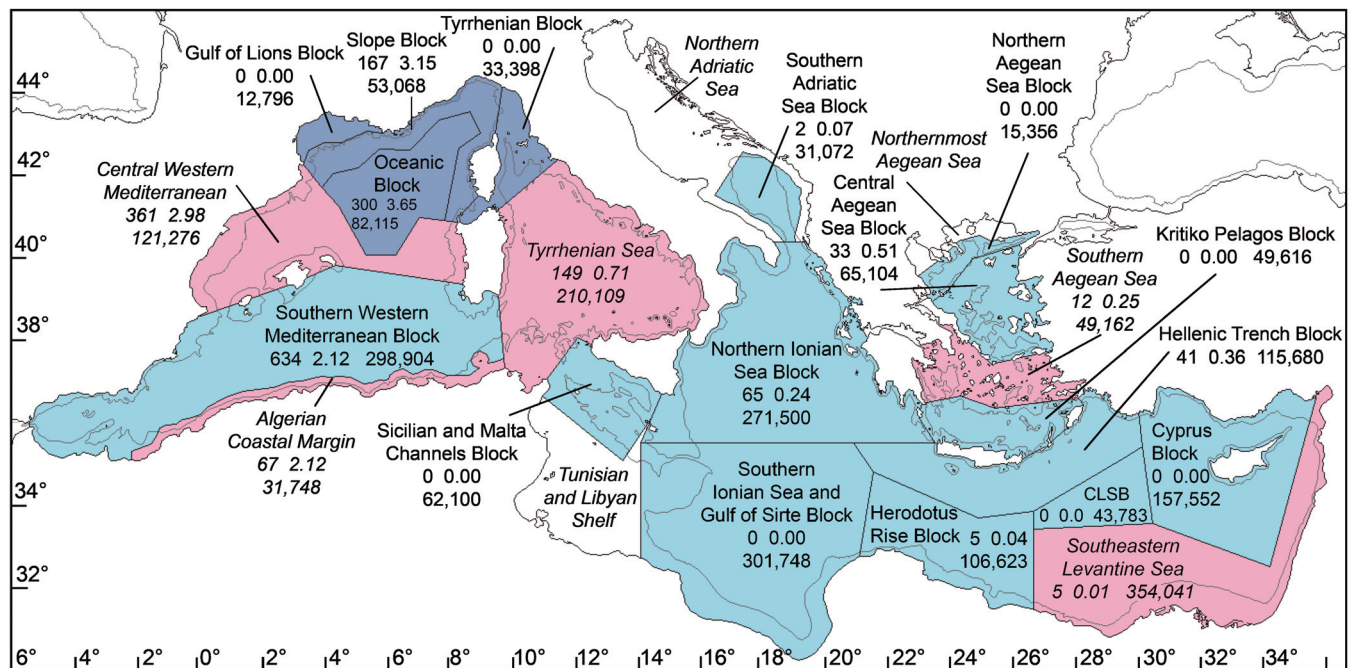 Gulf of Lions Block
0 0.00
12,796
Slope Block
167 3.15
53,068
Tyrrhenian Block
0 0.00
33,398
Northern
Adriatic
Sea
Southern
Adriatic
Sea Block
2 0.07
31,072
Northern
Aegean
Sea Block
0 0.00
15,356
Northernmost
Aegean Sea
Central
Aegean
Sea Block
33 0.51
65,104
Kritiko Pelagos Block
0 0.00 49,616
Southern
Aegean Sea
12 0.25
49,162
Hellenic Trench Block
41 0.36 115,680
Central Western
Mediterranean
361 2.98
121,276
Oceanic
Block
300 3.65
82,115
Tyrrhenian Sea
149 0.71
210,109
Southern Western
Mediterranean Block
634 2.12 298,904
Algerian
Coastal Margin
67 2.12
31,748
Sicilian and Malta
Channels Block
0 0.00
62,100
Tunisian
and Libyan
Shelf
Northern Ionian
Sea Block
65 0.24
271,500
Southern
Ionian Sea and
Gulf of Sirte Block
0 0.00
301,748
Herodotus
Rise Block 5 0.04
106,623
CLSB
0 0.0 43,783
Cyprus
Block
0 0.00
157,552
Southeastern
Levantine Sea
5 0.01 354,041
44°
42°
40°
38°
36°
34°
32°
6° 4° 2° 0° 2° 4° 6° 8° 10° 12° 14° 16° 18° 20° 22° 24° 26° 28° 30° 32° 34°